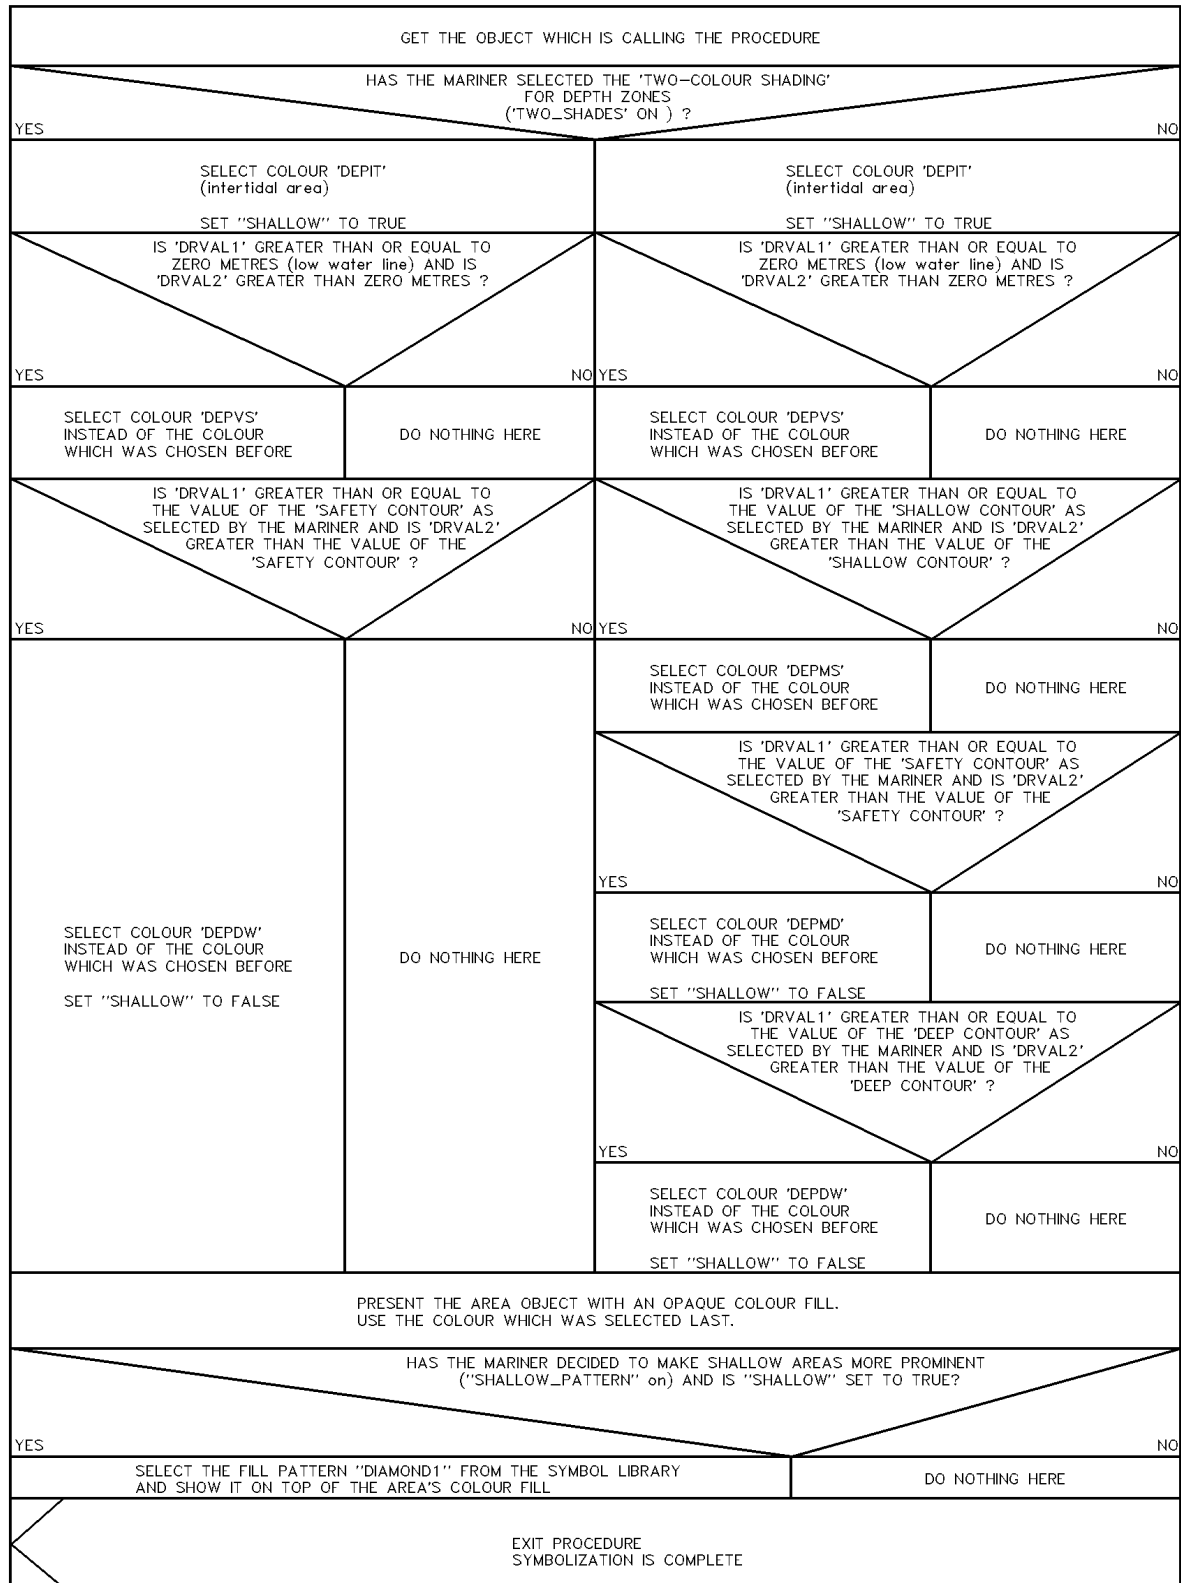 GET THE OBJECT WHICH IS CALLING THE PROCEDURE
HAS THE MARINER SELECTED THE 'TWO-COLOUR SHADING'
FOR DEPTH ZONES
('TWO_SHADES' ON ) ?
YES
NO
SELECT COLOUR 'DEPIT'
(intertidal area)
SET "SHALLOW" TO TRUE
SELECT COLOUR 'DEPIT'
(intertidal area)
SET "SHALLOW" TO TRUE
IS 'DRVAL1' GREATER THAN OR EQUAL TO
ZERO METRES (low water line) AND IS
'DRVAL2' GREATER THAN ZERO METRES ?
YES
NO
IS 'DRVAL1' GREATER THAN OR EQUAL TO
ZERO METRES (low water line) AND IS
'DRVAL2' GREATER THAN ZERO METRES ?
YES
NO
SELECT COLOUR 'DEPVS'
INSTEAD OF THE COLOUR
WHICH WAS CHOSEN BEFORE
DO NOTHING HERE
SELECT COLOUR 'DEPVS'
INSTEAD OF THE COLOUR
WHICH WAS CHOSEN BEFORE
DO NOTHING HERE
IS 'DRVAL1' GREATER THAN OR EQUAL TO
THE VALUE OF THE 'SAFETY CONTOUR' AS
SELECTED BY THE MARINER AND IS 'DRVAL2'
GREATER THAN THE VALUE OF THE
'SAFETY CONTOUR' ?
YES
NO
IS 'DRVAL1' GREATER THAN OR EQUAL TO
THE VALUE OF THE 'SHALLOW CONTOUR' AS
SELECTED BY THE MARINER AND IS 'DRVAL2'
GREATER THAN THE VALUE OF THE
'SHALLOW CONTOUR' ?
YES
NO
SELECT COLOUR 'DEPMS'
INSTEAD OF THE COLOUR
WHICH WAS CHOSEN BEFORE
DO NOTHING HERE
IS 'DRVAL1' GREATER THAN OR EQUAL TO
THE VALUE OF THE 'SAFETY CONTOUR' AS
SELECTED BY THE MARINER AND IS 'DRVAL2'
GREATER THAN THE VALUE OF THE
'SAFETY CONTOUR' ?
YES
NO
SELECT COLOUR 'DEPDW'
INSTEAD OF THE COLOUR
WHICH WAS CHOSEN BEFORE
SET "SHALLOW" TO FALSE
DO NOTHING HERE
SELECT COLOUR 'DEPMD'
INSTEAD OF THE COLOUR
WHICH WAS CHOSEN BEFORE
SET "SHALLOW" TO FALSE
DO NOTHING HERE
IS 'DRVAL1' GREATER THAN OR EQUAL TO
THE VALUE OF THE 'DEEP CONTOUR' AS
SELECTED BY THE MARINER AND IS 'DRVAL2'
GREATER THAN THE VALUE OF THE
'DEEP CONTOUR' ?
YES
NO
SELECT COLOUR 'DEPDW'
INSTEAD OF THE COLOUR
WHICH WAS CHOSEN BEFORE
SET "SHALLOW" TO FALSE
DO NOTHING HERE
PRESENT THE AREA OBJECT WITH AN OPAQUE COLOUR FILL.
USE THE COLOUR WHICH WAS SELECTED LAST.
HAS THE MARINER DECIDED TO MAKE SHALLOW AREAS MORE PROMINENT
("SHALLOW_PATTERN" on) AND IS "SHALLOW" SET TO TRUE?
YES
NO
SELECT THE FILL PATTERN "DIAMOND1" FROM THE SYMBOL LIBRARY
AND SHOW IT ON TOP OF THE AREA'S COLOUR FILL
DO NOTHING HERE
EXIT PROCEDURE
SYMBOLIZATION IS COMPLETE